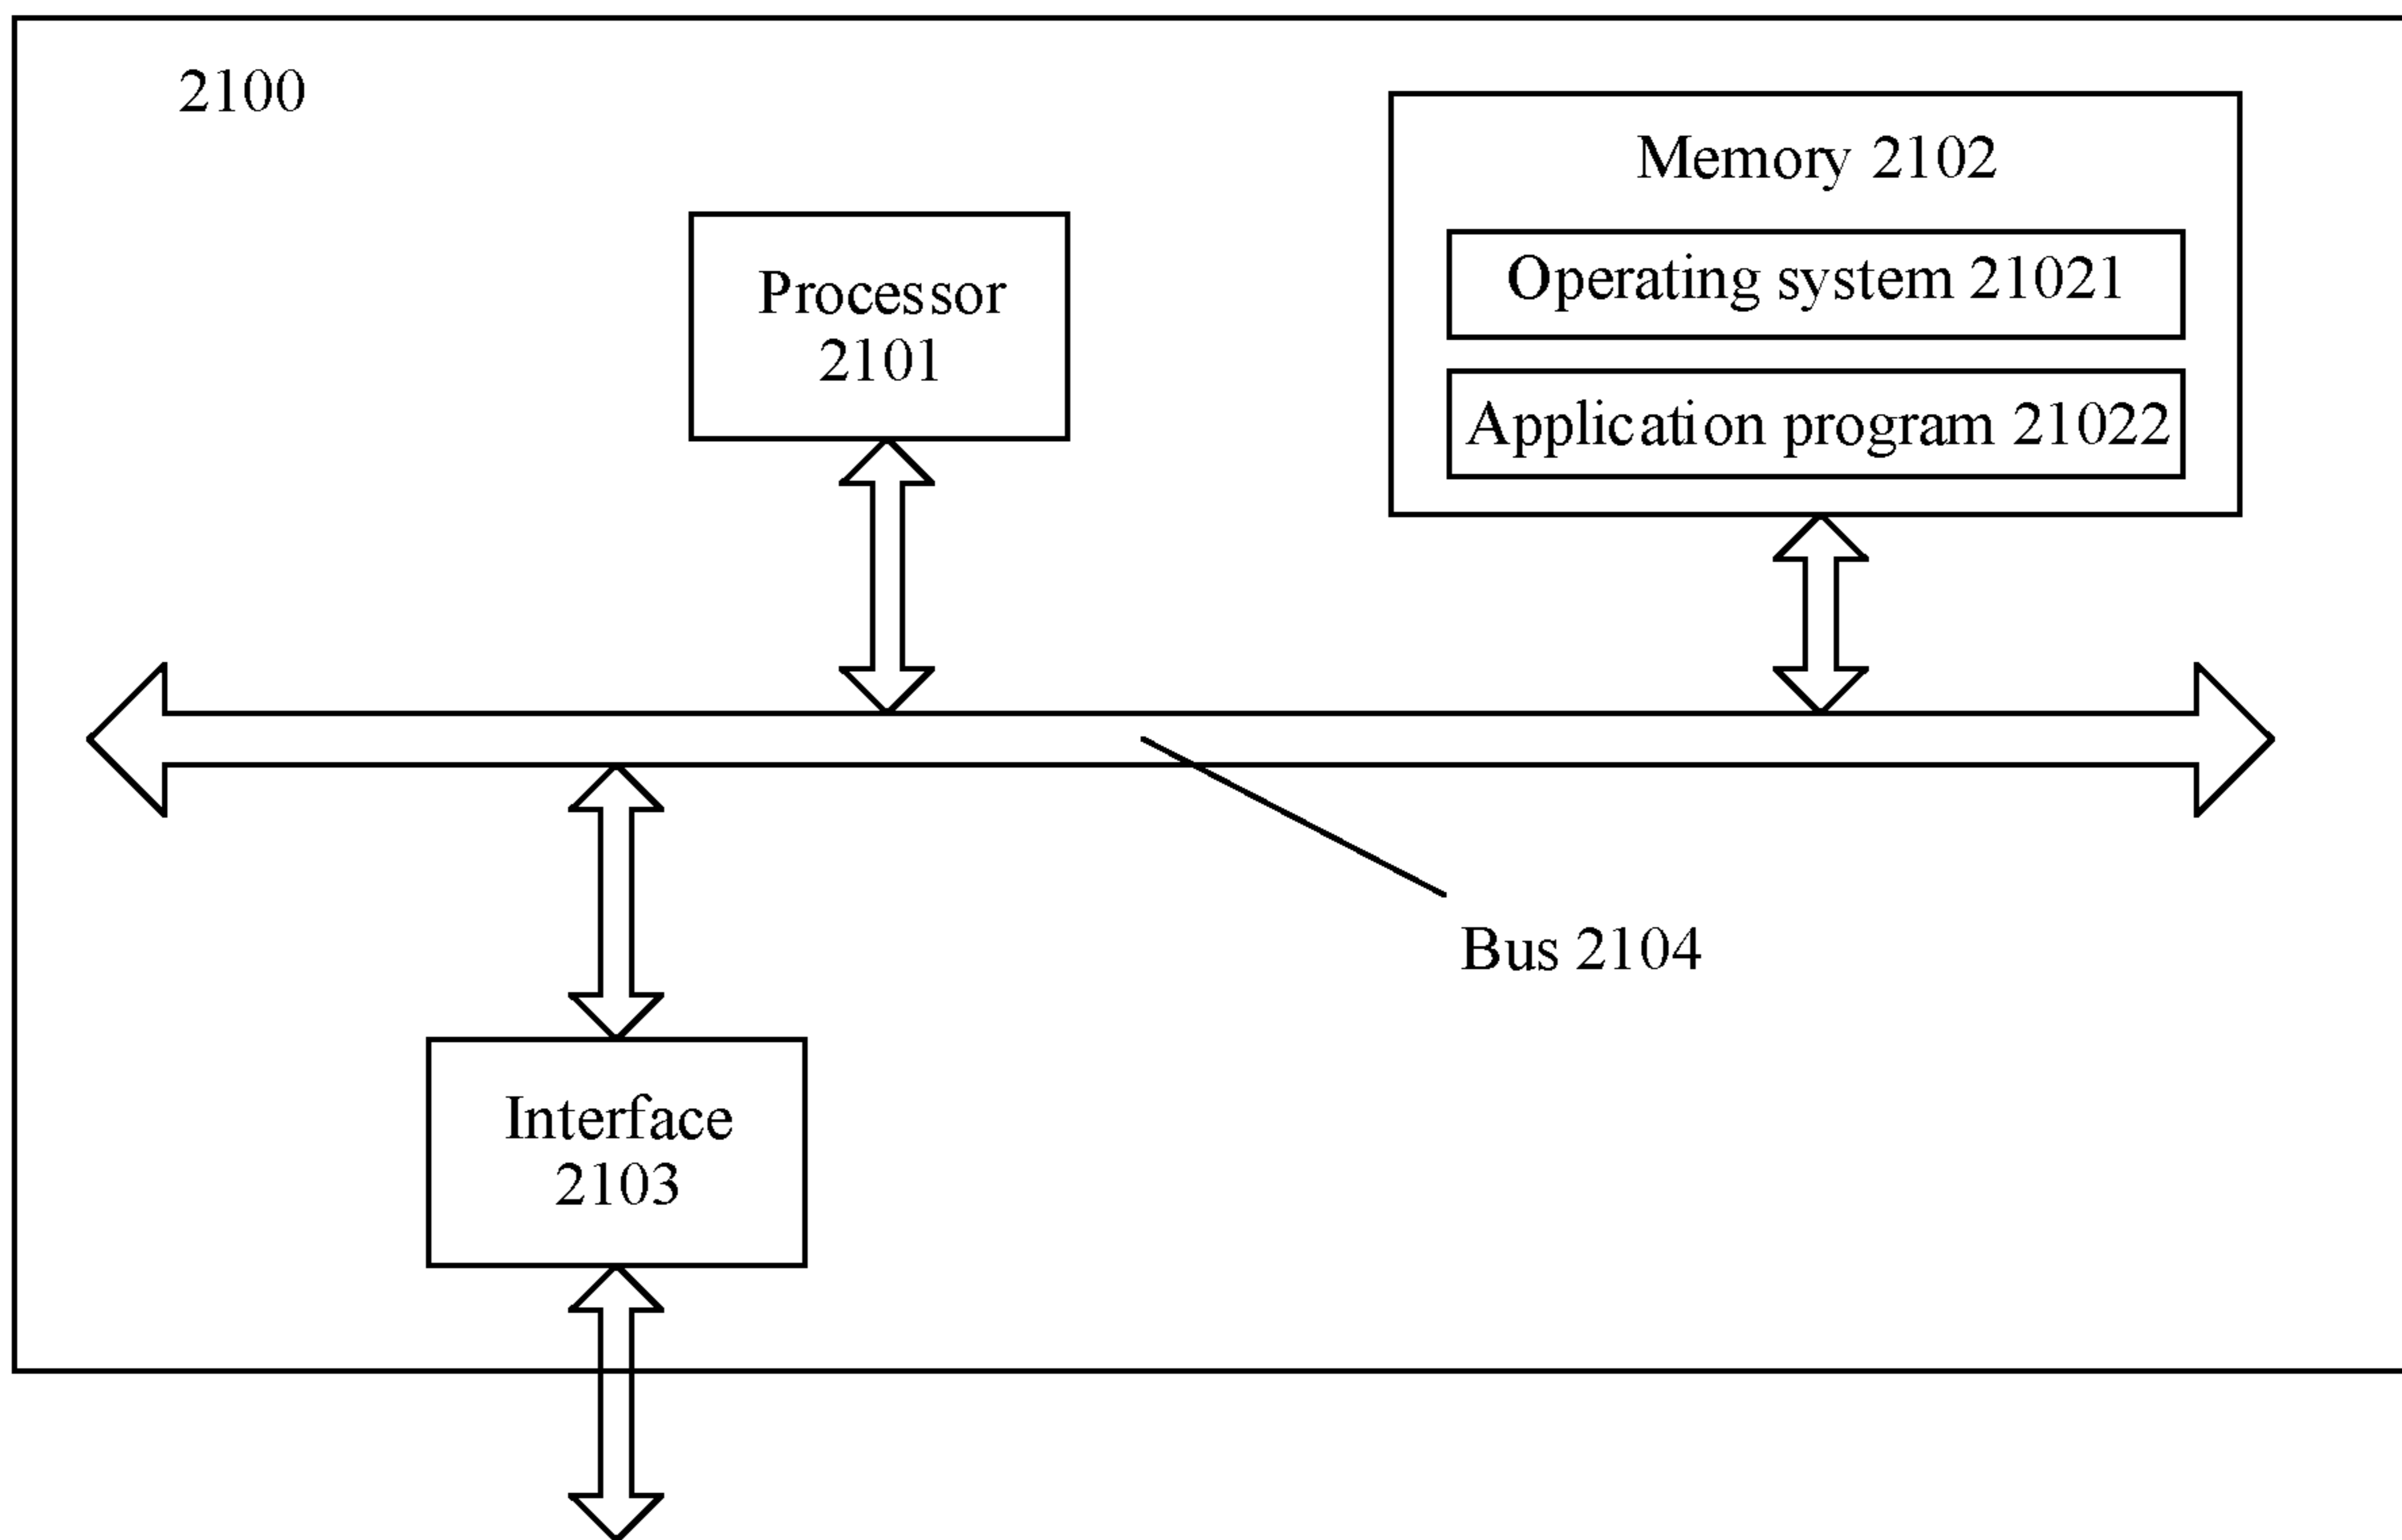 2100
Memory 2102
Operating system 21021
Application program 21022
Processor
2101
Bus 2104
Interface
2103